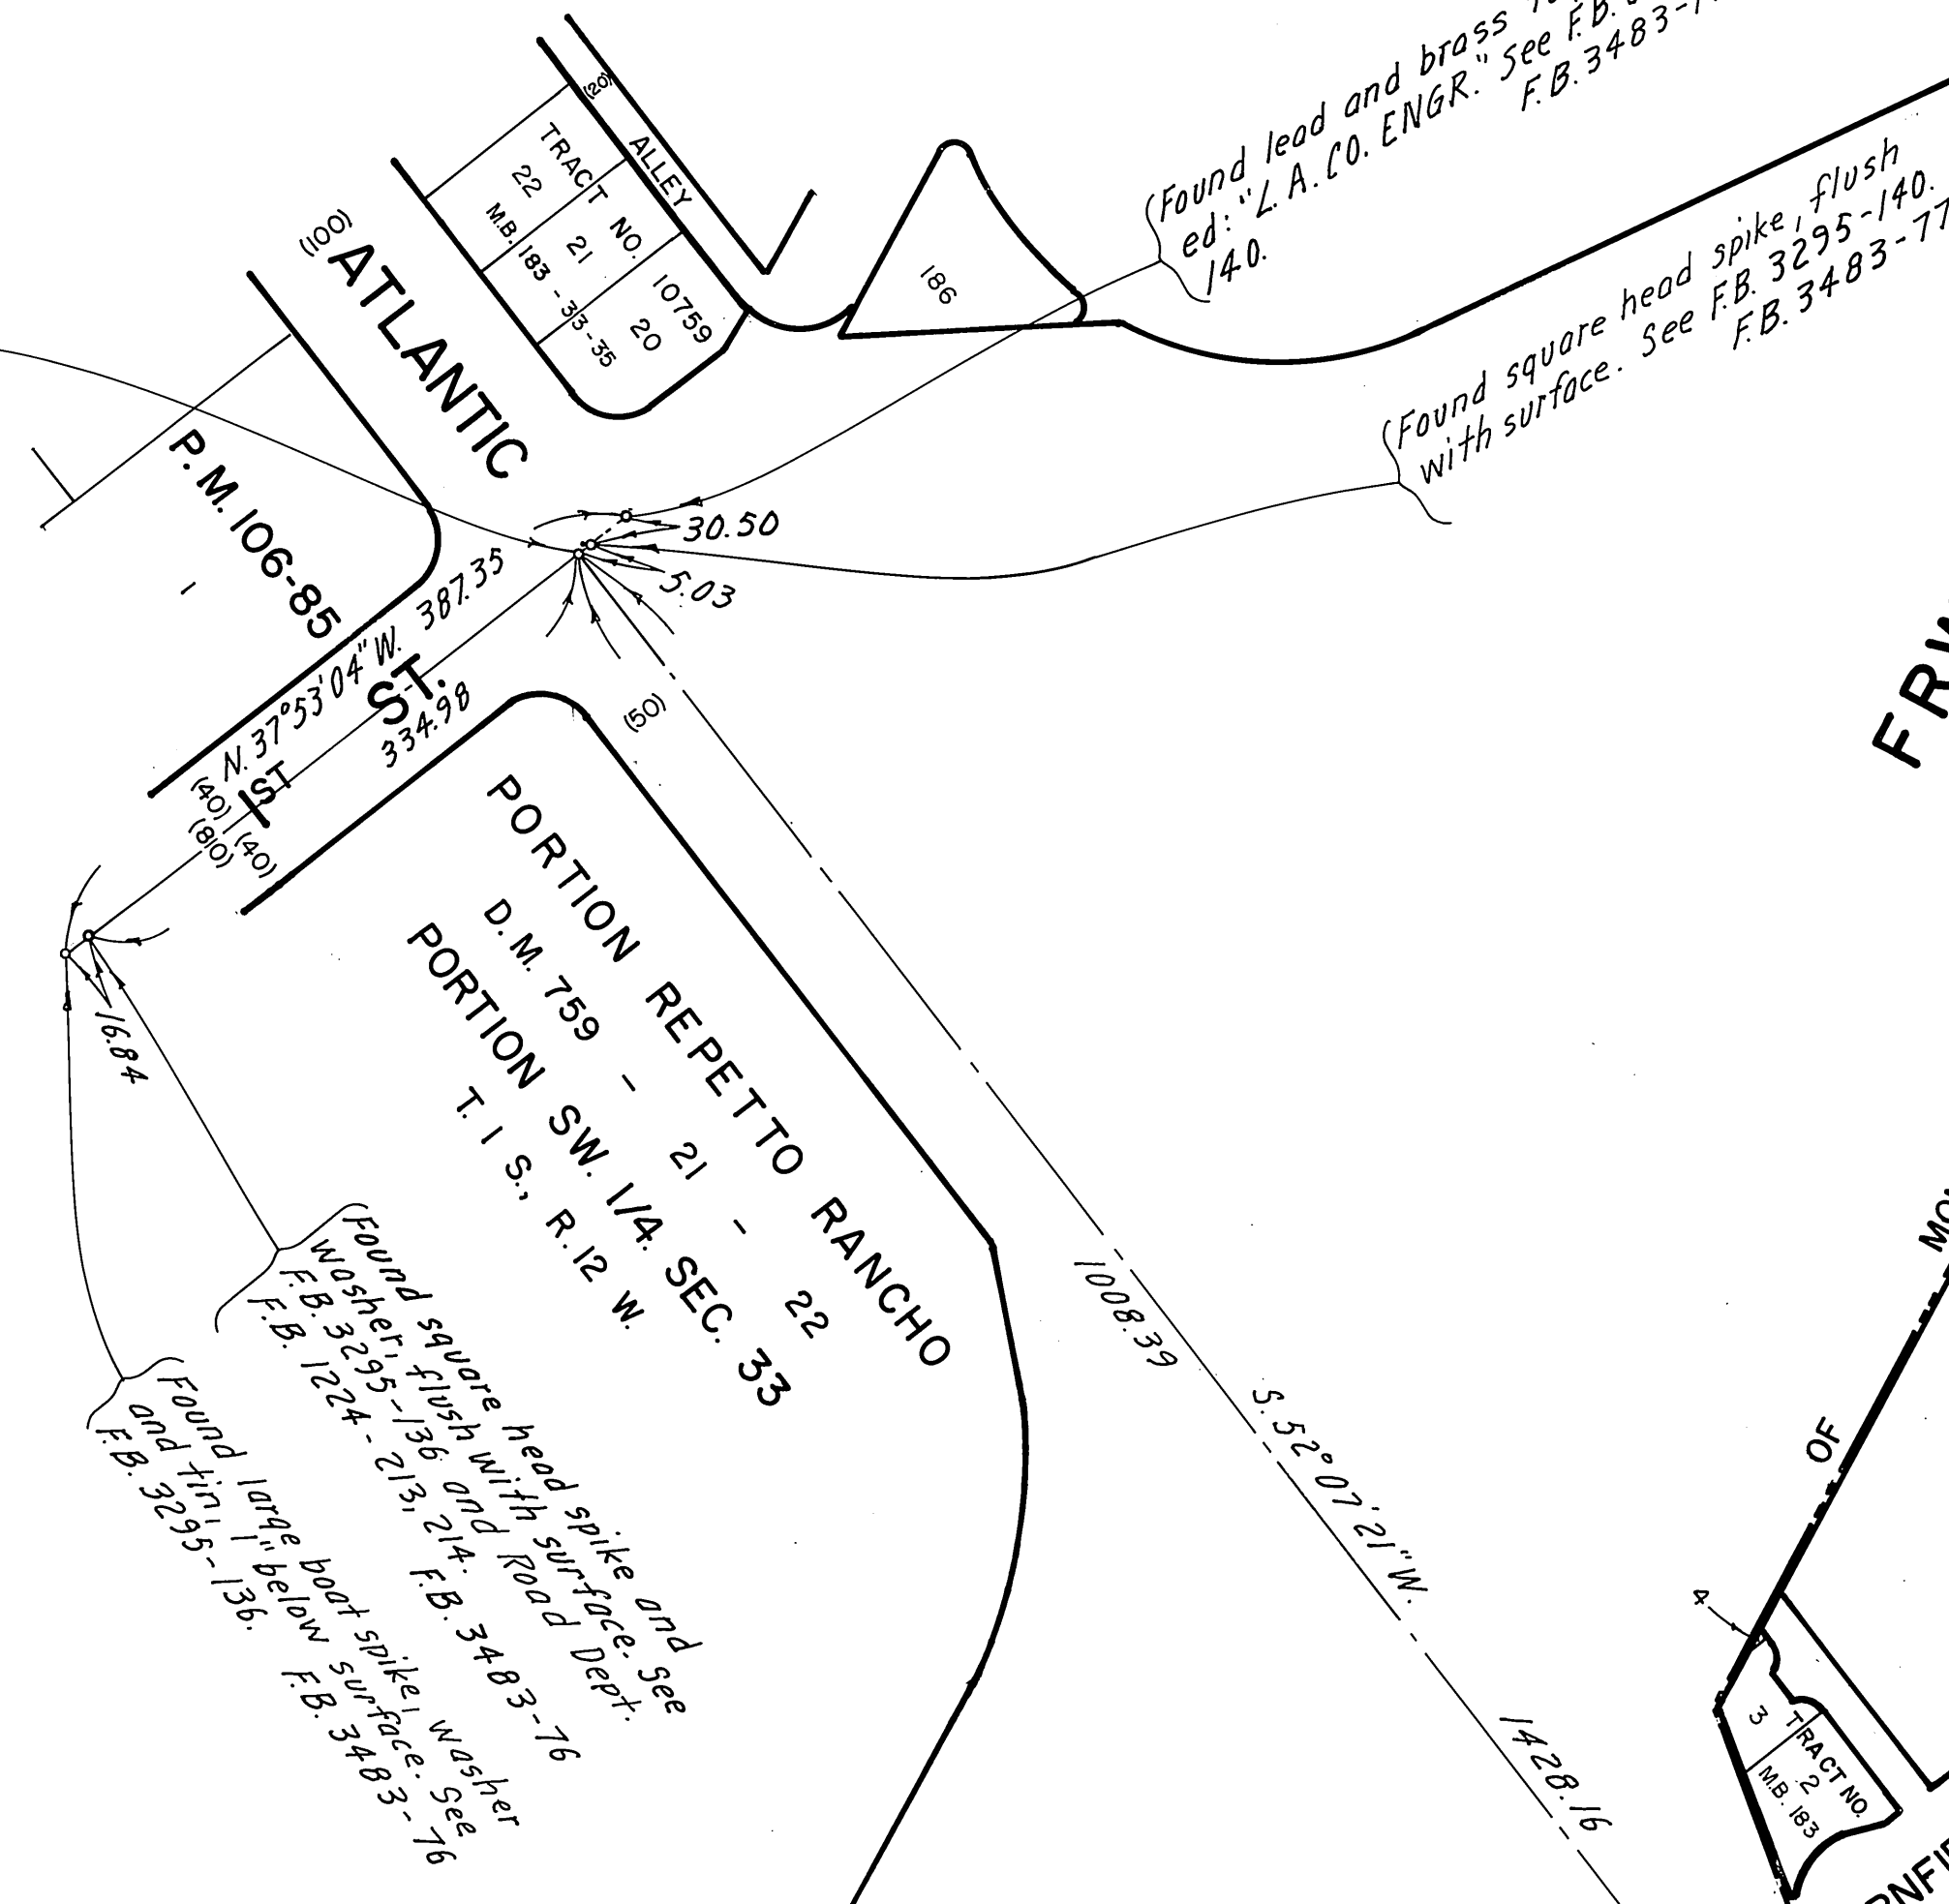 (20)
ALLEY
TRACT NO. 10759
22
21
20
M.B. 183-33-35
(100)
ATLANTIC
186
(Found lead and brass
ed: "L. A. CO. ENGR." See F.B.
140.
F.B. 3483-
(Found square head spike, flush
with surface. See F.B. 3295-140.
F.B. 3483-77
P.M. 106-85
-
30.50
5.03
N. 37°53'04" W. 387.35
1ST ST.
334.98
(40)
(80)
(40)
(50)
16.84
PORTION REPETTO RANCHO
D.M. 759 - 21 - 22
PORTION SW. 1/4. SEC. 33
T. 1 S., R. 12 W.
(Found square head spike and
washer, flush with surface. See
F.B. 3295-136 and Road Dept.
F.B. 1224-213, 214. F.B. 3483-76
Found large boat spike, washer
and tin, 1" below surface. See
F.B. 3295-136. F.B. 3483-76
1008.39
S. 52°07'21" W.
1428.16
OF
4
3
TRACT NO.
2
M.B. 183